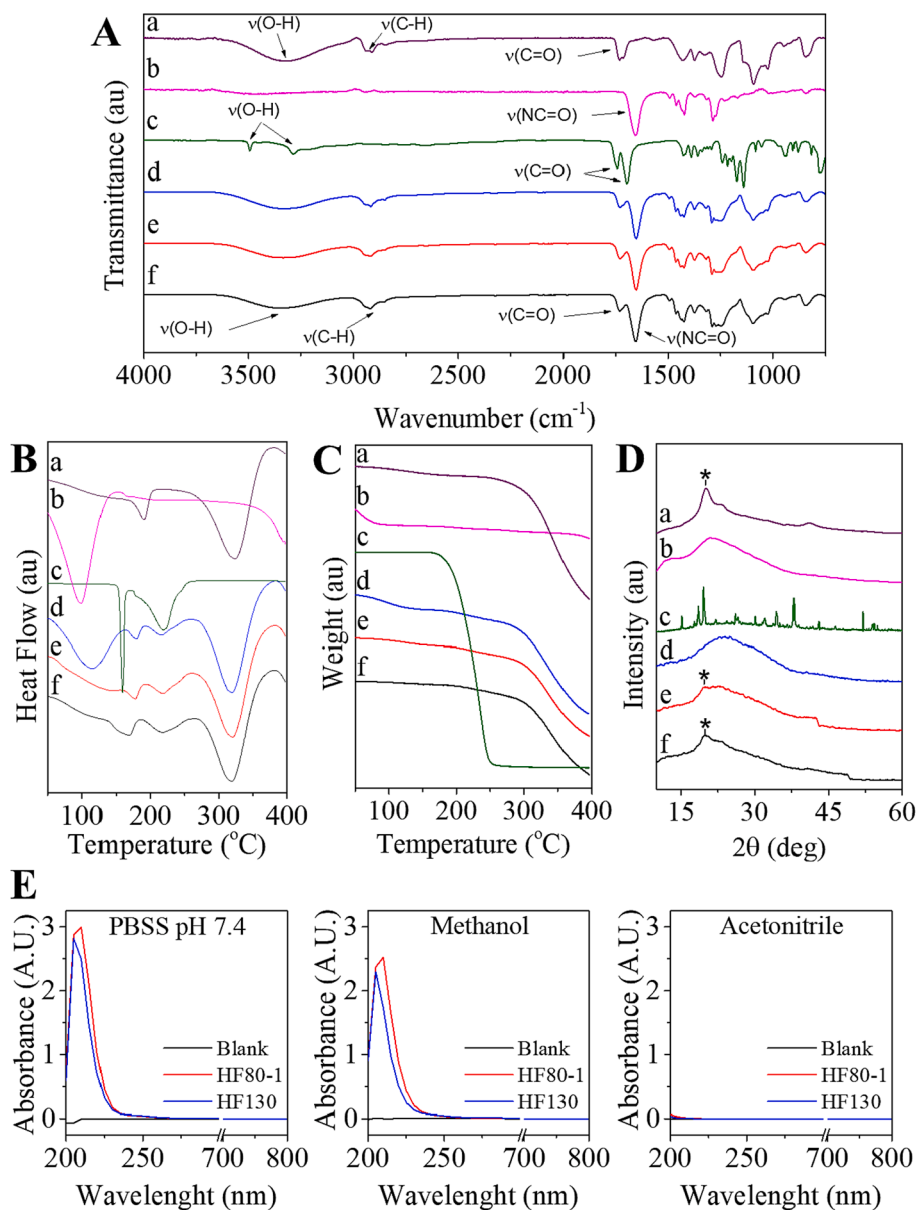 A
Transmittance (au)
a
b
c
d
e
f
ν(O-H)
ν(C-H)
ν(C=O)
ν(NC=O)
ν(O-H)
ν(C=O)
ν(O-H)
ν(C-H)
ν(C=O)
ν(NC=O)
4000 3500 3000 2500 2000 1500 1000
Wavenumber (cm⁻¹)
B
Heat Flow (au)
a
b
c
d
e
f
100 200 300 400
Temperature (°C)
C
Weight (au)
a
b
c
d
e
f
100 200 300 400
Temperature (°C)
D
Intensity (au)
*
a
b
c
d
*
e
*
f
15 30 45 60
2θ (deg)
E
Absorbance (A.U.)
3
2
1
0
PBSS pH 7.4
Blank
HF80-1
HF130
200 250 700 800
Wavelenght (nm)
Absorbance (A.U.)
3
2
1
0
Methanol
Blank
HF80-1
HF130
200 250 700 800
Wavelenght (nm)
Absorbance (A.U.)
3
2
1
0
Acetonitrile
Blank
HF80-1
HF130
200 250 700 800
Wavelenght (nm)